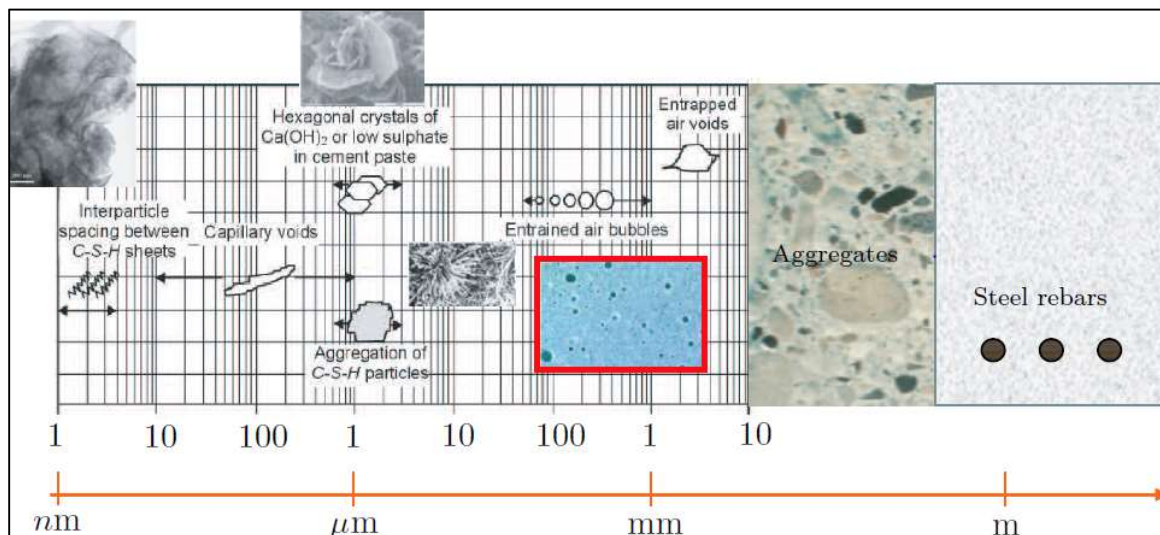 Hexagonal crystals of
Ca(OH)₂ or low sulphate
in cement paste
Entrapped
air voids
Interparticle
spacing between
C-S-H sheets
Capillary voids
Entrained air bubbles
Aggregates
Steel rebars
Aggregation of
C-S-H particles
1 10 100 1 10 100 1 10
nm μm mm m